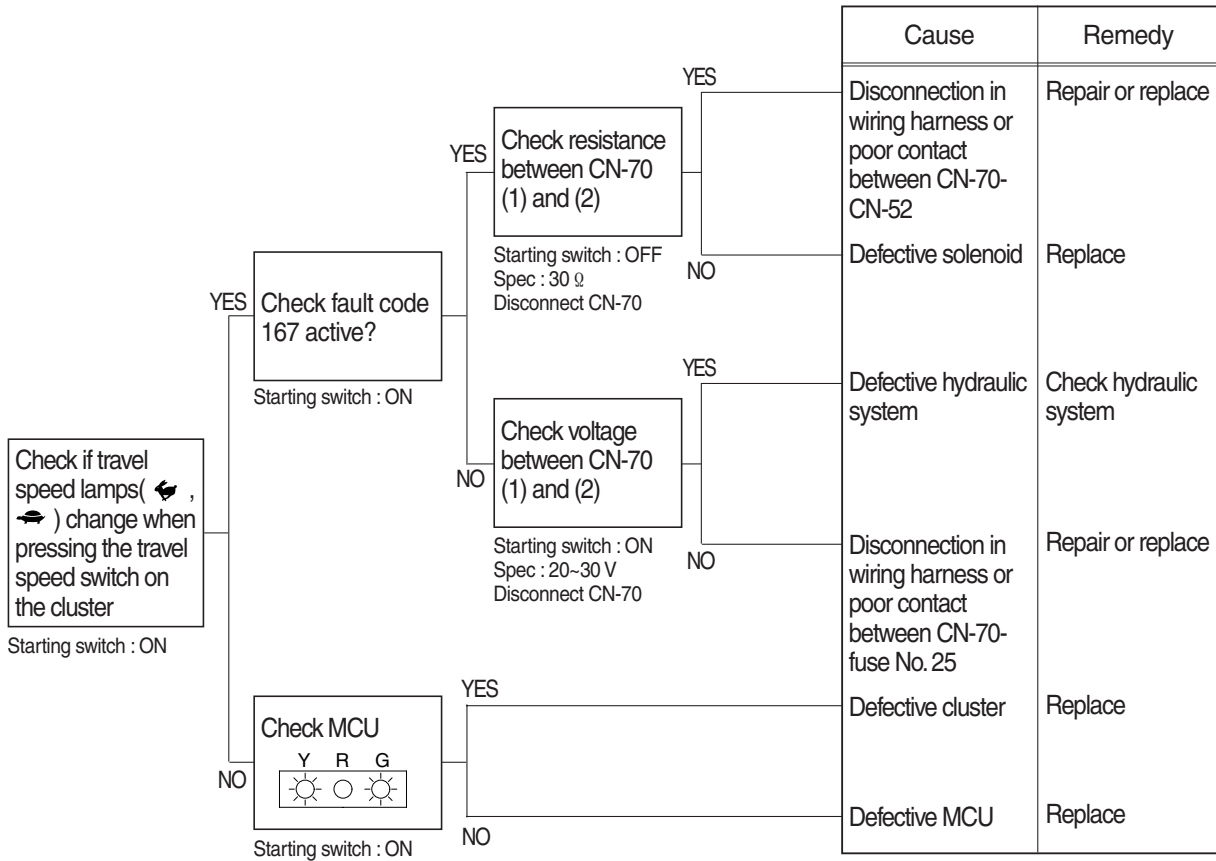 Cause
Remedy
YES
Disconnection in
wiring harness or
poor contact
between CN-70-
CN-52
Repair or replace
YES
Check resistance
between CN-70
(1) and (2)
Starting switch : OFF
Spec : 30 Ω
Disconnect CN-70
NO
Defective solenoid
Replace
YES
Check fault code
167 active?
Starting switch : ON
YES
Defective hydraulic
system
Check hydraulic
system
NO
Check voltage
between CN-70
(1) and (2)
Starting switch : ON
Spec : 20~30 V
Disconnect CN-70
NO
Disconnection in
wiring harness or
poor contact
between CN-70-
fuse No. 25
Repair or replace
Check if travel
speed lamps( ,
) change when
pressing the travel
speed switch on
the cluster
Starting switch : ON
NO
Check MCU
Y R G
Starting switch : ON
YES
Defective cluster
Replace
NO
Defective MCU
Replace